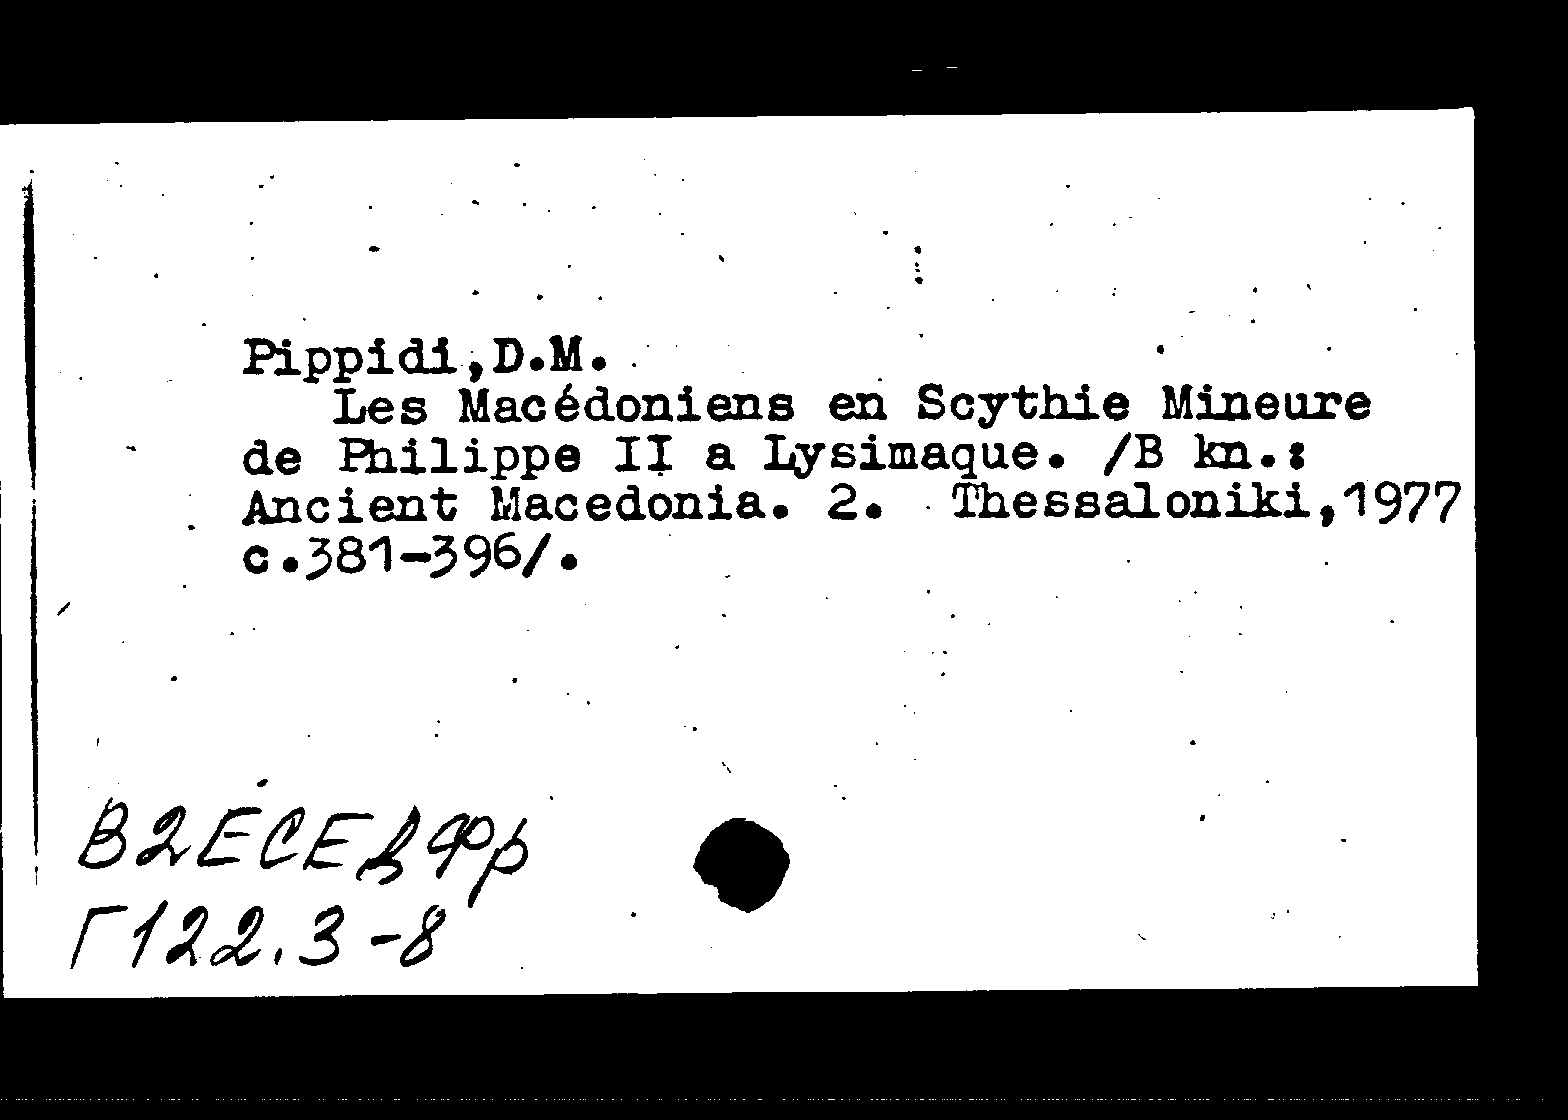 Pippidi,D.M.
Les Macédoniens en Scythie Mineure
de Philippe II a Lysimaque. /B kn.:
Ancient Macedonia. 2. Thessaloniki,1977
c.381-396/.
В2ЕСЕДФр
Г122.3-8